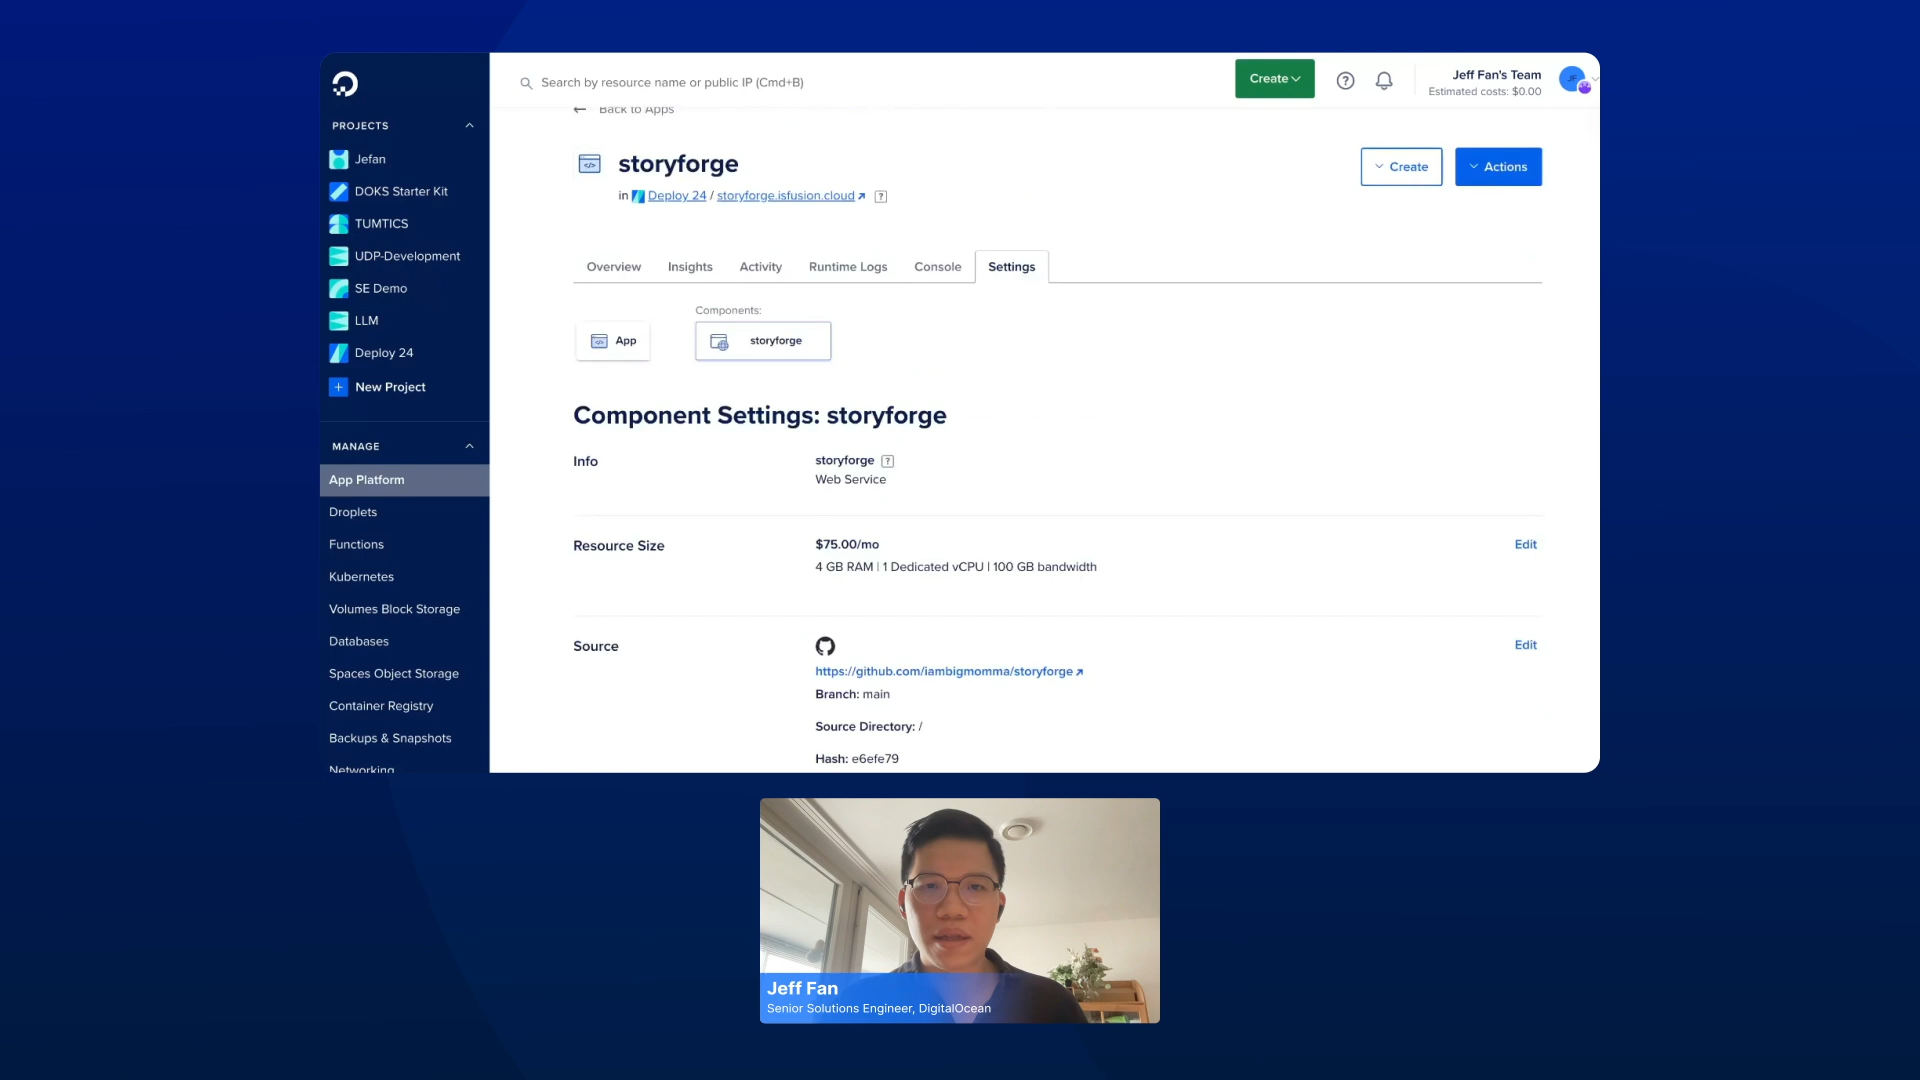 Search by resource name or public IP (Cmd+B)
Create
Jeff Fan's Team
Estimated costs: $0.00
JF
PROJECTS
Jefan
DOKS Starter Kit
TUMTICS
UDP-Development
SE Demo
LLM
Deploy 24
+ New Project
MANAGE
App Platform
Droplets
Functions
Kubernetes
Volumes Block Storage
Databases
Spaces Object Storage
Container Registry
Backups & Snapshots
Networking
← Back to Apps
storyforge
in Deploy 24 / storyforge.isfusion.cloud ?
Create
Actions
Overview Insights Activity Runtime Logs Console Settings
Components:
App
storyforge
Component Settings: storyforge
Info
storyforge ?
Web Service
Resource Size
$75.00/mo
Edit
4 GB RAM | 1 Dedicated vCPU | 100 GB bandwidth
Source
Edit
https://github.com/iambigmomma/storyforge
Branch: main
Source Directory: /
Hash: e6efe79
Jeff Fan
Senior Solutions Engineer, DigitalOcean